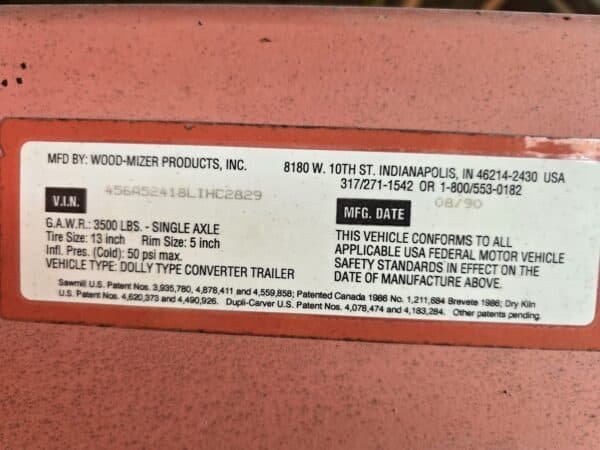 MFD BY: WOOD-MIZER PRODUCTS, INC.
8180 W. 10TH ST. INDIANAPOLIS, IN 46214-2430 USA
317/271-1542 OR 1-800/553-0182
V.I.N. 456A52418LIHC2829
MFG. DATE 08/90
G.A.W.R.: 3500 LBS. - SINGLE AXLE
Tire Size: 13 inch Rim Size: 5 inch
Infl. Pres. (Cold): 50 psi max.
VEHICLE TYPE: DOLLY TYPE CONVERTER TRAILER
THIS VEHICLE CONFORMS TO ALL
APPLICABLE USA FEDERAL MOTOR VEHICLE
SAFETY STANDARDS IN EFFECT ON THE
DATE OF MANUFACTURE ABOVE.
Sawmill U.S. Patent Nos. 3,935,780, 4,878,411 and 4,559,858; Patented Canada 1986 No. 1,211,684 Brevete 1986; Dry Kiln
U.S. Patent Nos. 4,620,373 and 4,490,926. Dupli-Carver U.S. Patent Nos. 4,078,474 and 4,183,284. Other patents pending.